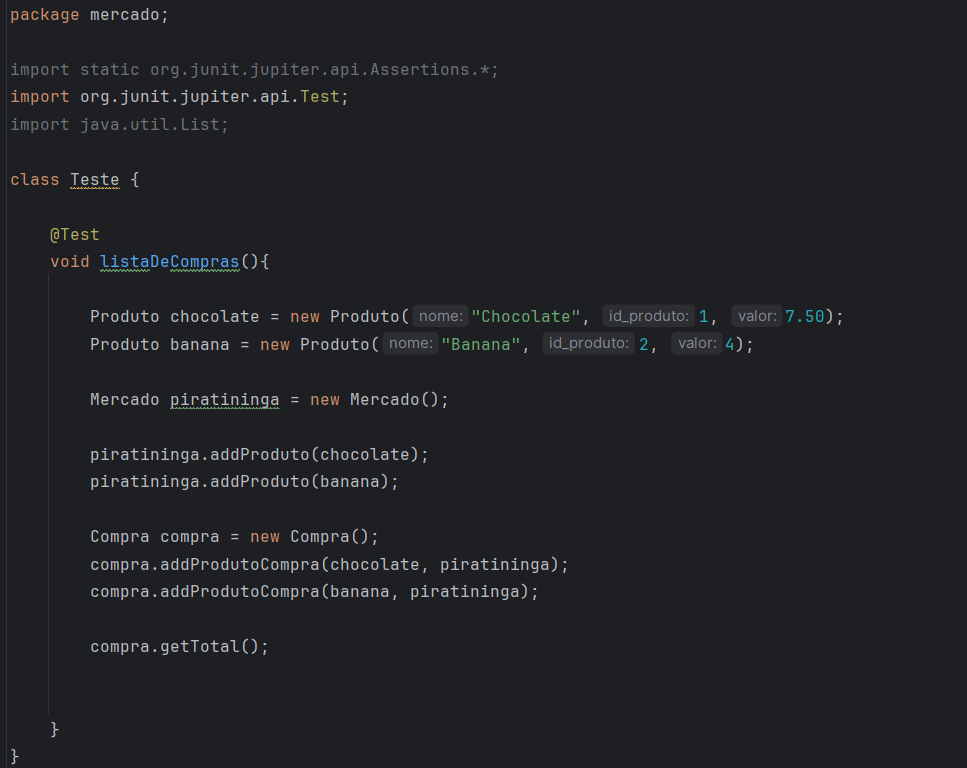 package mercado;
import static org.junit.jupiter.api.Assertions.*;
import org.junit.jupiter.api.Test;
import java.util.List;
class Teste {
@Test
void listaDeCompras(){
Produto chocolate = new Produto( nome: "Chocolate", id_produto: 1, valor: 7.50);
Produto banana = new Produto( nome: "Banana", id_produto: 2, valor: 4);
Mercado piratininga = new Mercado();
piratininga.addProduto(chocolate);
piratininga.addProduto(banana);
Compra compra = new Compra();
compra.addProdutoCompra(chocolate, piratininga);
compra.addProdutoCompra(banana, piratininga);
compra.getTotal();
}
}